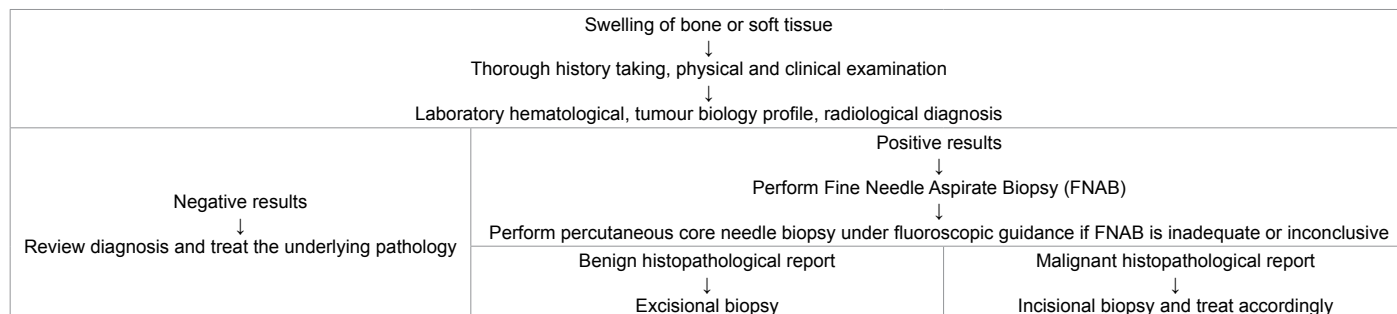 Swelling of bone or soft tissue
↓
Thorough history taking, physical and clinical examination
↓
Laboratory hematological, tumour biology profile, radiological diagnosis
Negative results
↓
Review diagnosis and treat the underlying pathology
Positive results
↓
Perform Fine Needle Aspirate Biopsy (FNAB)
↓
Perform percutaneous core needle biopsy under fluoroscopic guidance if FNAB is inadequate or inconclusive
Benign histopathological report
↓
Excisional biopsy
Malignant histopathological report
↓
Incisional biopsy and treat accordingly